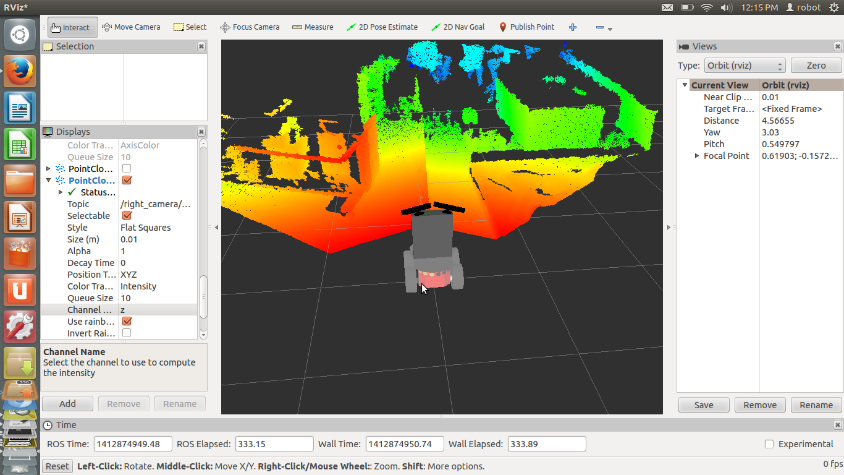 RViz*
12:15 PM robot
Interact Move Camera Select Focus Camera Measure 2D Pose Estimate 2D Nav Goal Publish Point
Selection
Displays
Color Tra... AxisColor
Queue Size 10
PointClo...
PointClo...
Status...
Topic /right_camera/...
Selectable
Style Flat Squares
Size (m) 0.01
Alpha 1
Decay Time 0
Position T... XYZ
Color Tra... Intensity
Queue Size 10
Channel ... z
Use rainb...
Invert Rai...
Channel Name
Select the channel to use to compute
the intensity
Add Remove Rename
Views
Type: Orbit (rviz) Zero
Current View Orbit (rviz)
Near Clip ... 0.01
Target Fra... <Fixed Frame>
Distance 4.56655
Yaw 3.03
Pitch 0.549797
Focal Point 0.61903; -0.1572...
Save Remove Rename
Time
ROS Time: 1412874949.48 ROS Elapsed: 333.15 Wall Time: 1412874950.74 Wall Elapsed: 333.89 Experimental
Reset Left-Click: Rotate. Middle-Click: Move X/Y. Right-Click/Mouse Wheel: Zoom. Shift: More options. 0 fps